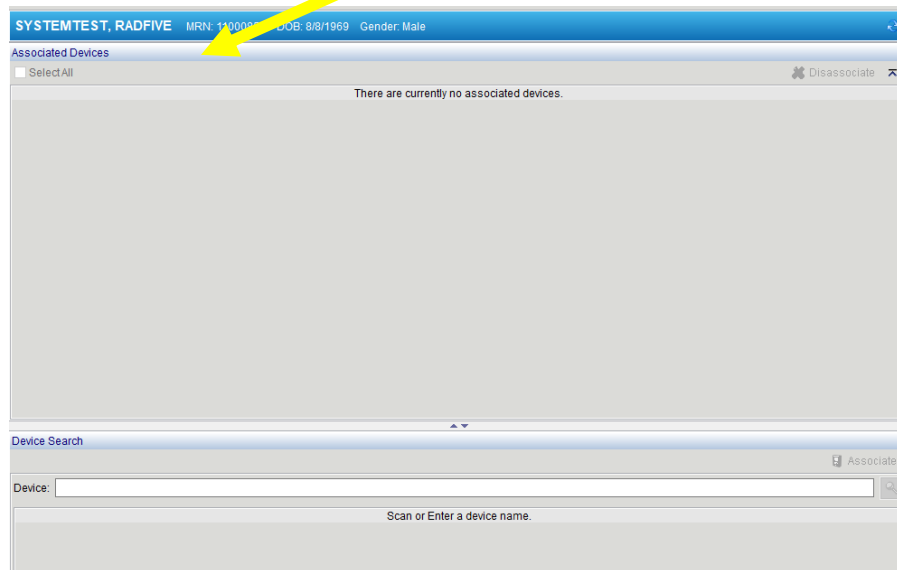 SYSTEMTEST, RADFIVE MRN: DOB: 8/8/1969 Gender: Male
Associated Devices
Select All Disassociate
There are currently no associated devices.
Device Search
Associate
Device:
Scan or Enter a device name.